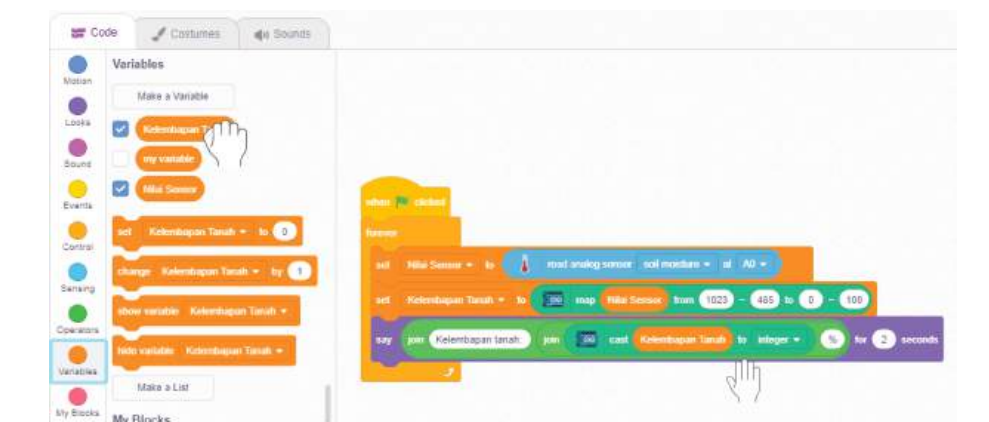 Code
Costumes
Sounds
Motion
Looks
Sound
Events
Control
Sensing
Operators
Variables
My Blocks
Variables
Make a Variable
Kelembapan T
my variable
Nilai Sensor
set Kelembapan Tanah to 0
change Kelembapan Tanah by 1
show variable Kelembapan Tanah
hide variable Kelembapan Tanah
Make a List
My Blocks
when clicked
forever
set Nilai Sensor to read analog sensor soil moisture at A0
set Kelembapan Tanah to map Nilai Sensor from 1023 - 465 to 0 - 100
say join Kelembapan tanah: join cast Kelembapan Tanah to integer % for 2 seconds